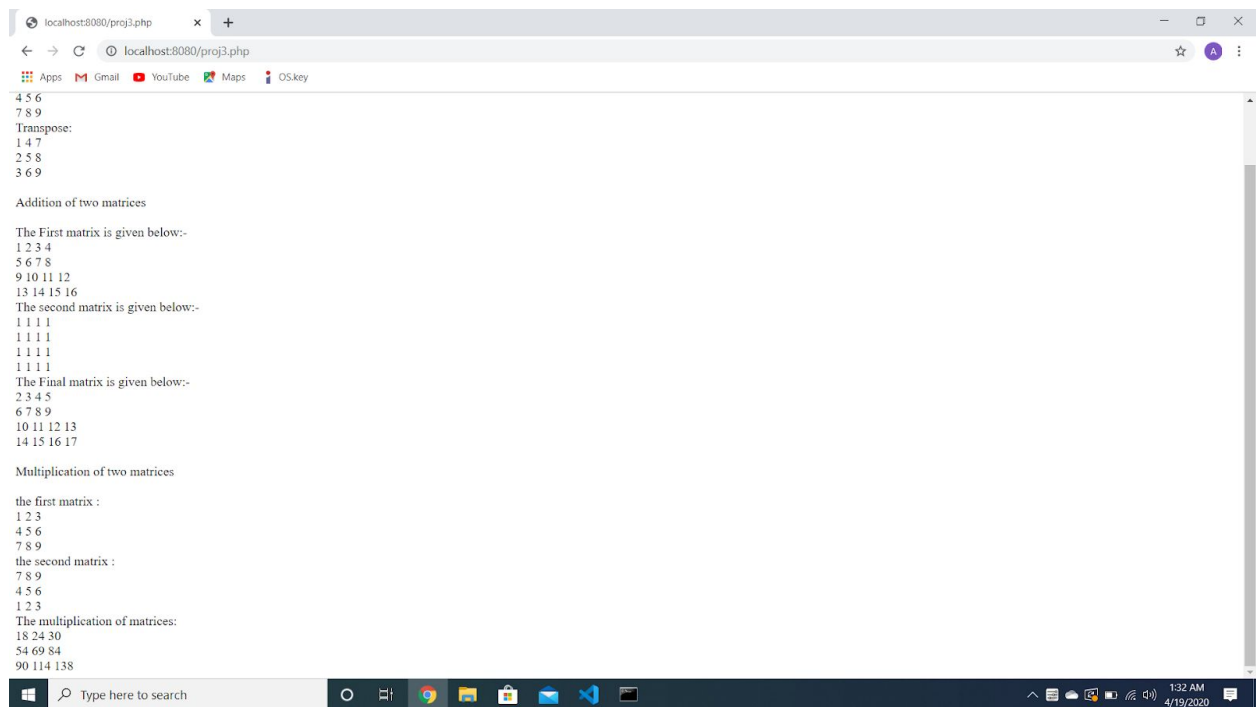 localhost:8080/proj3.php
localhost:8080/proj3.php
A
Apps Gmail YouTube Maps OS.key
4 5 6
7 8 9
Transpose:
1 4 7
2 5 8
3 6 9
Addition of two matrices
The First matrix is given below:-
1 2 3 4
5 6 7 8
9 10 11 12
13 14 15 16
The second matrix is given below:-
1 1 1 1
1 1 1 1
1 1 1 1
1 1 1 1
The Final matrix is given below:-
2 3 4 5
6 7 8 9
10 11 12 13
14 15 16 17
Multiplication of two matrices
the first matrix :
1 2 3
4 5 6
7 8 9
the second matrix :
7 8 9
4 5 6
1 2 3
The multiplication of matrices:
18 24 30
54 69 84
90 114 138
Type here to search
1:32 AM
4/19/2020